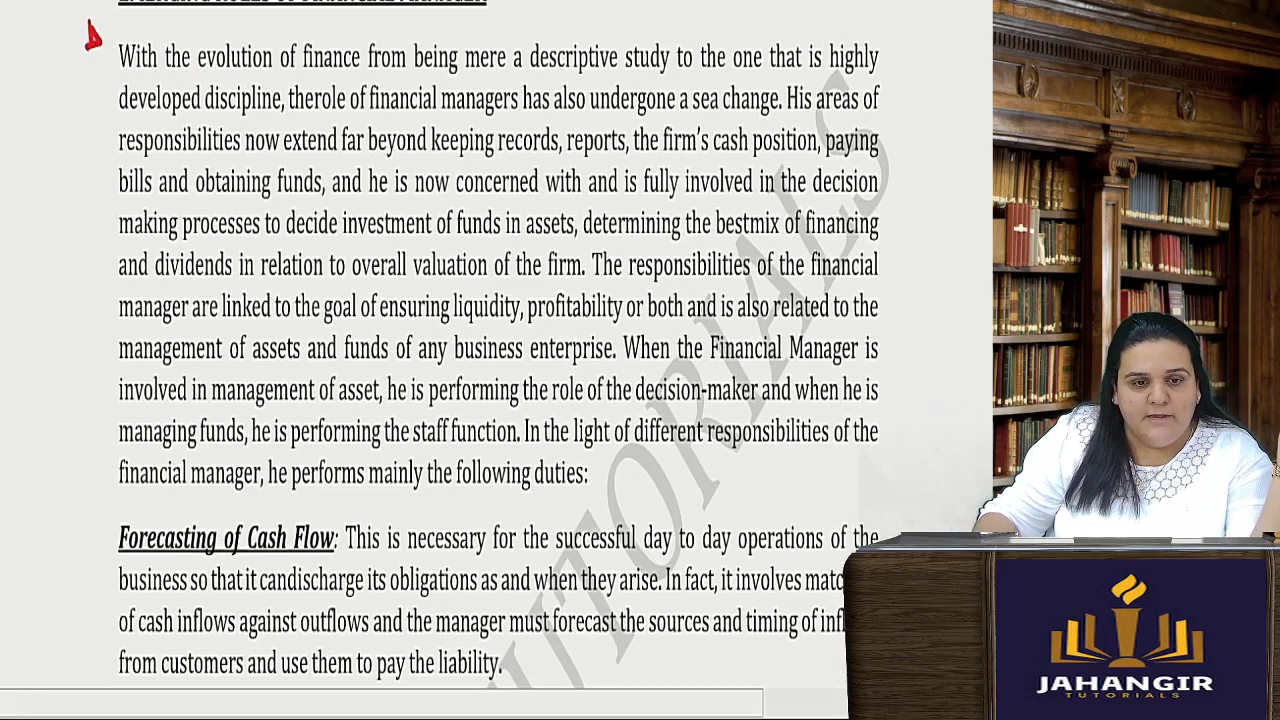 With the evolution of finance from being mere a descriptive study to the one that is highly
developed discipline, therole of financial managers has also undergone a sea change. His areas of
responsibilities now extend far beyond keeping records, reports, the firm's cash position, paying
bills and obtaining funds, and he is now concerned with and is fully involved in the decision
making processes to decide investment of funds in assets, determining the bestmix of financing
and dividends in relation to overall valuation of the firm. The responsibilities of the financial
manager are linked to the goal of ensuring liquidity, profitability or both and is also related to the
management of assets and funds of any business enterprise. When the Financial Manager is
involved in management of asset, he is performing the role of the decision-maker and when he is
managing funds, he is performing the staff function. In the light of different responsibilities of the
financial manager, he performs mainly the following duties:
Forecasting of Cash Flow: This is necessary for the successful day to day operations of the
business so that it candischarge its obligations as and when they arise. In fact, it involves
of cash inflows against outflows and the manager must forecast the sources and timing of
from customers and use them to pay the liability.
JAHANGIR
TUTORIALS